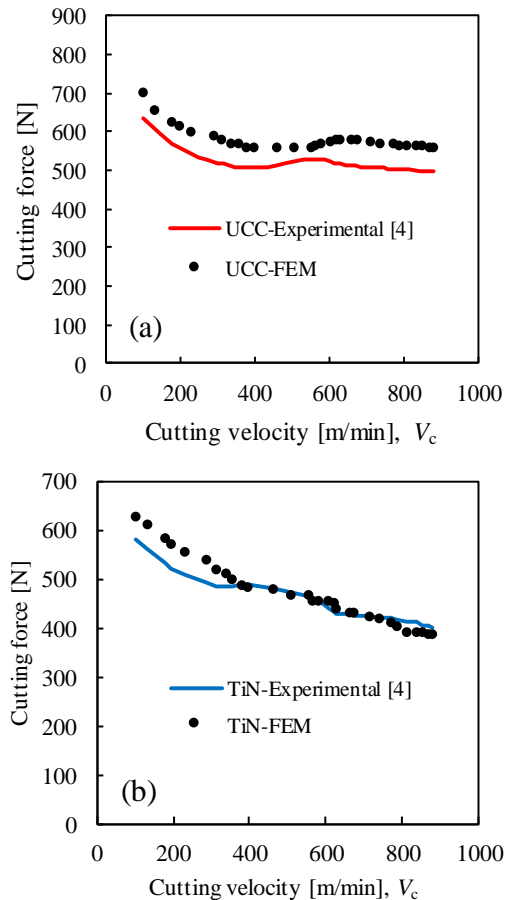 900
800
700
600
500
400
300
200
100
0
Cutting force [N]
UCC-Experimental [4]
UCC-FEM
(a)
0 200 400 600 800 1000
Cutting velocity [m/min], Vc
700
600
500
400
300
200
100
0
Cutting force [N]
TiN-Experimental [4]
TiN-FEM
(b)
0 200 400 600 800 1000
Cutting velocity [m/min], Vc